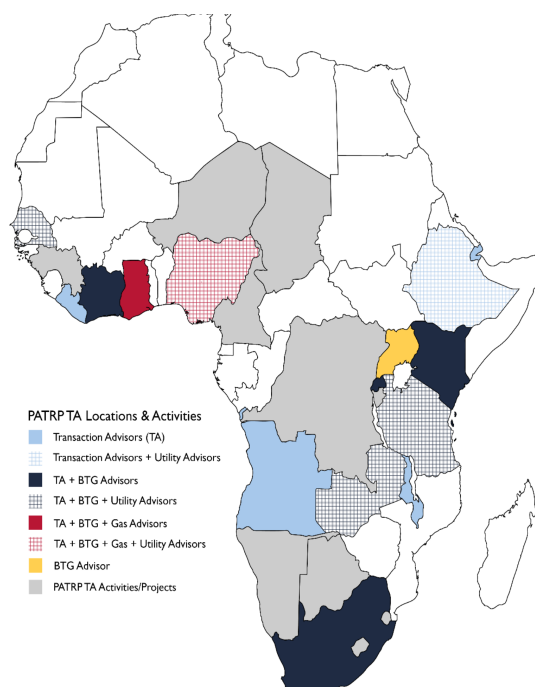 PATRP TA Locations & Activities
Transaction Advisors (TA)
Transaction Advisors + Utility Advisors
TA + BTG Advisors
TA + BTG + Utility Advisors
TA + BTG + Gas Advisors
TA + BTG + Gas + Utility Advisors
BTG Advisor
PATRP TA Activities/Projects